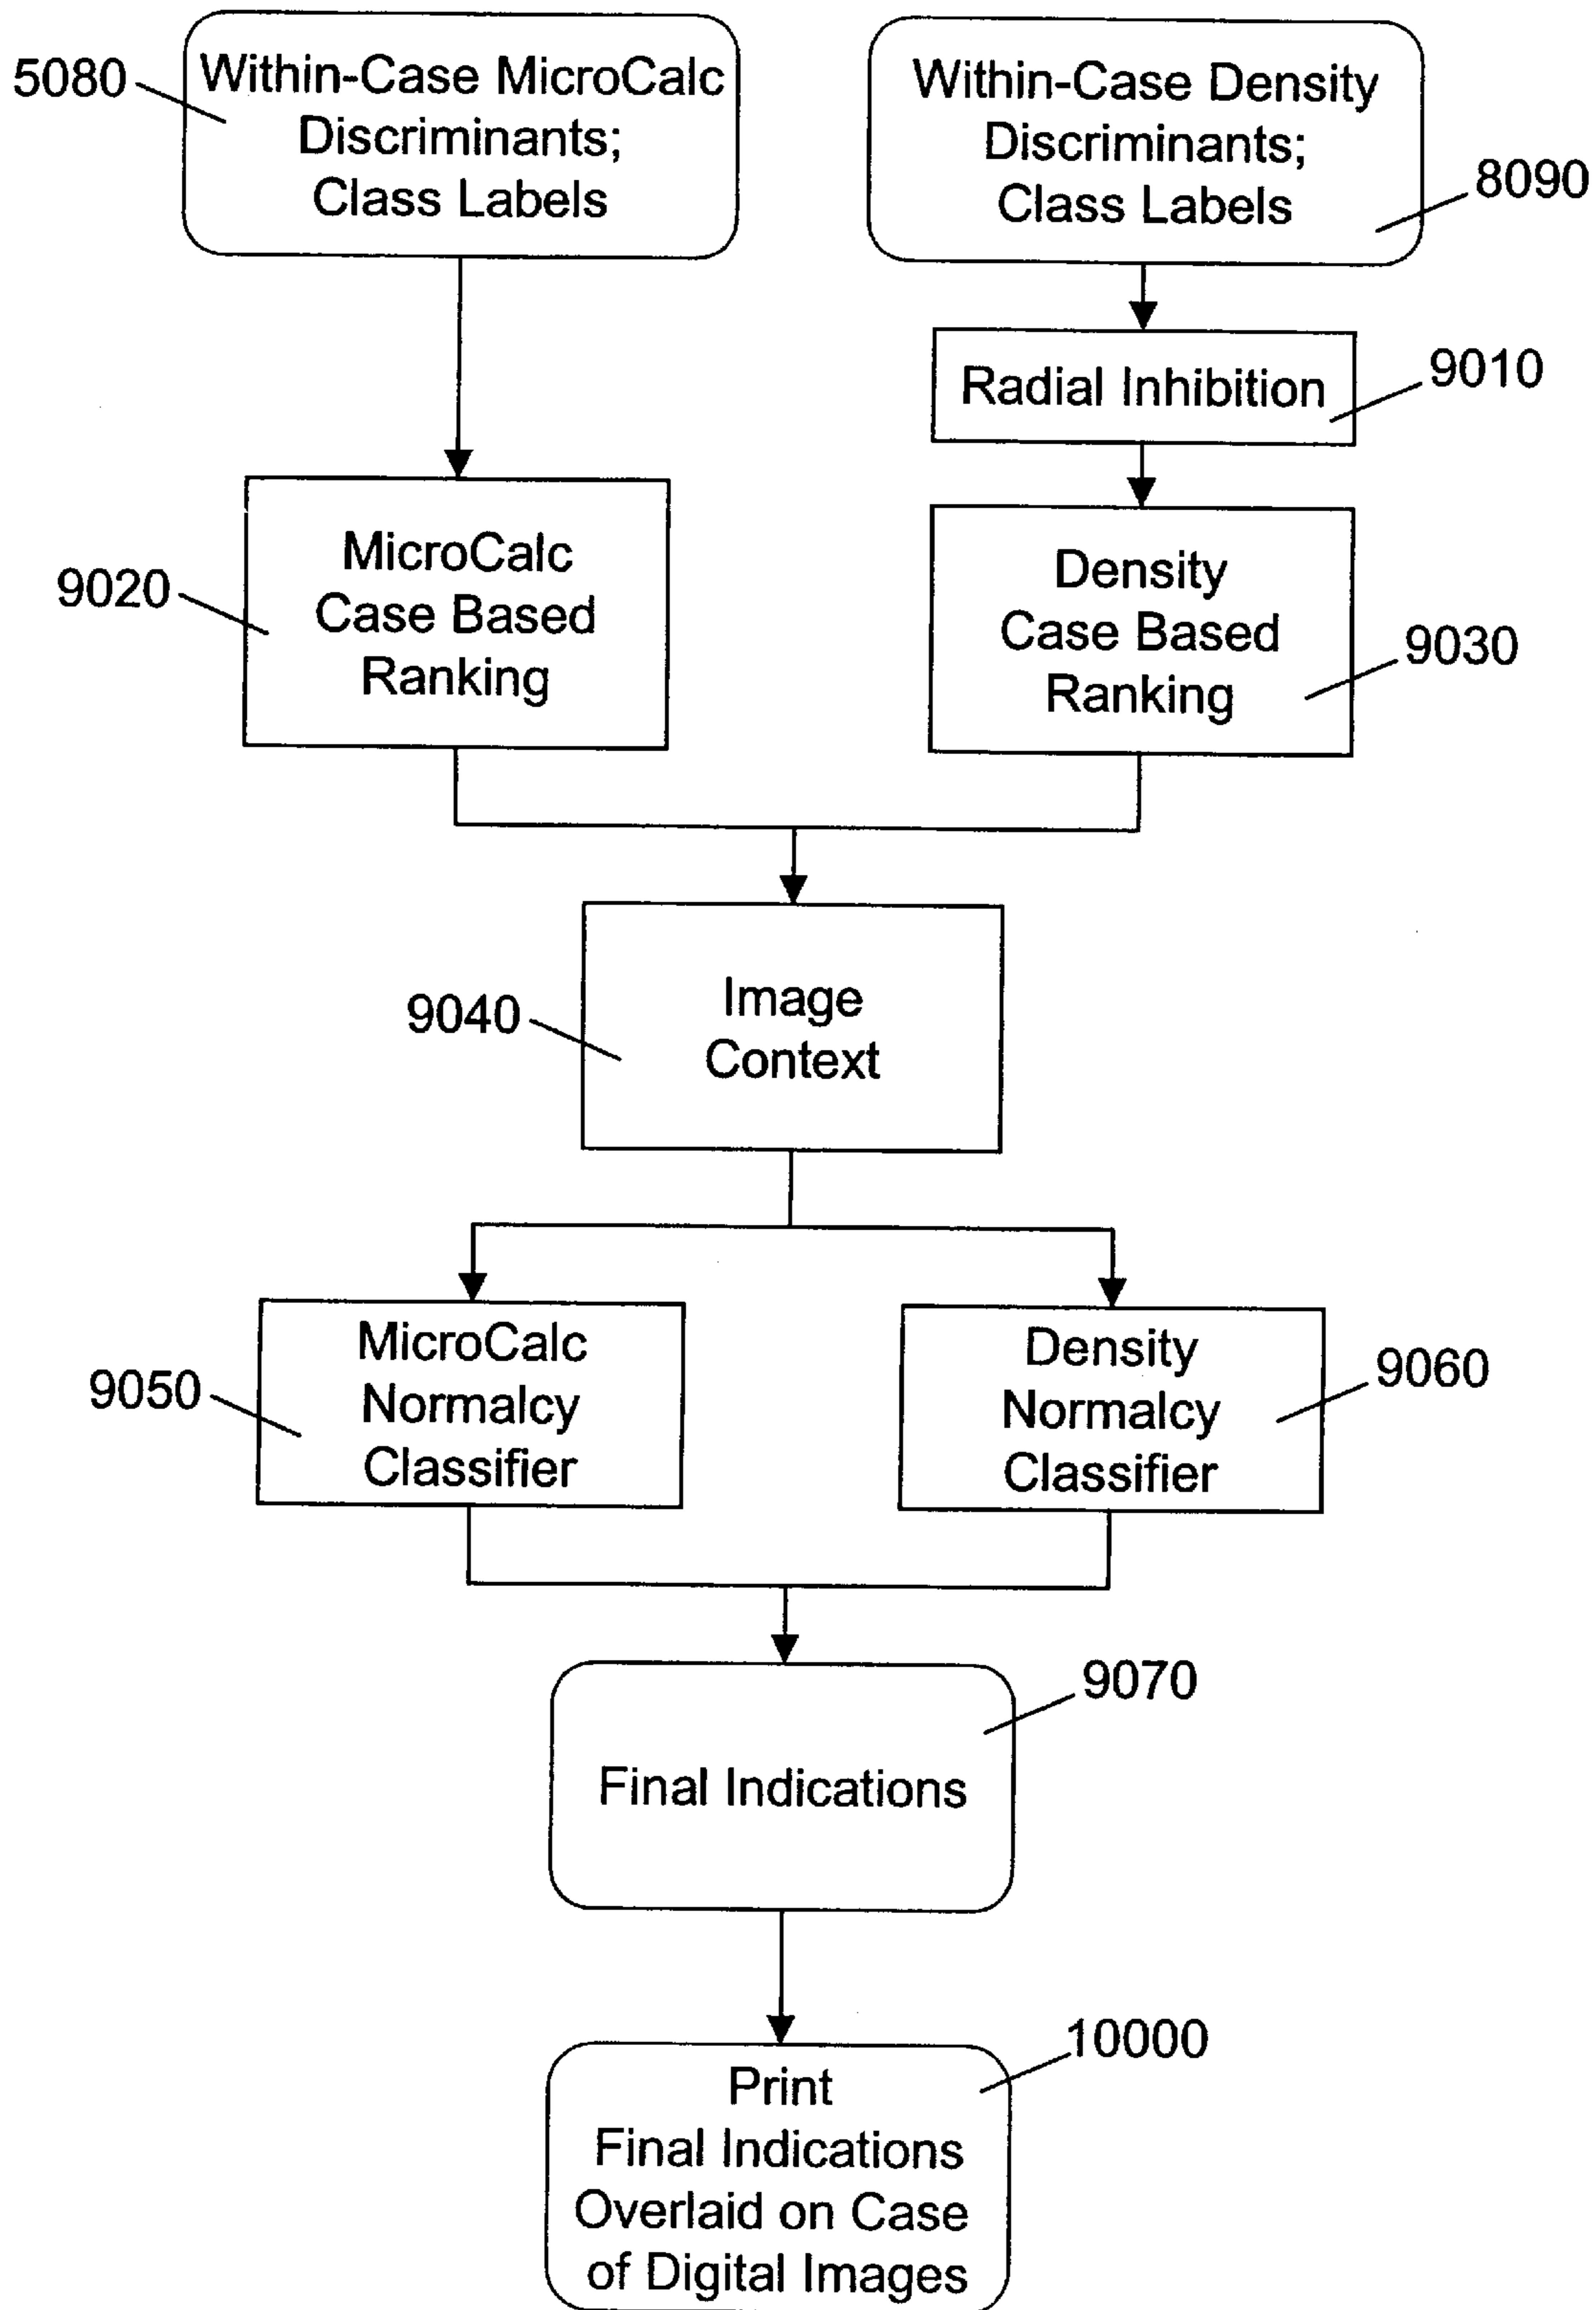 5080
Within-Case MicroCalc
Discriminants;
Class Labels
Within-Case Density
Discriminants;
Class Labels
8090
Radial Inhibition
9010
9020
MicroCalc
Case Based
Ranking
Density
Case Based
Ranking
9030
9040
Image
Context
9050
MicroCalc
Normalcy
Classifier
Density
Normalcy
Classifier
9060
9070
Final Indications
10000
Print
Final Indications
Overlaid on Case
of Digital Images